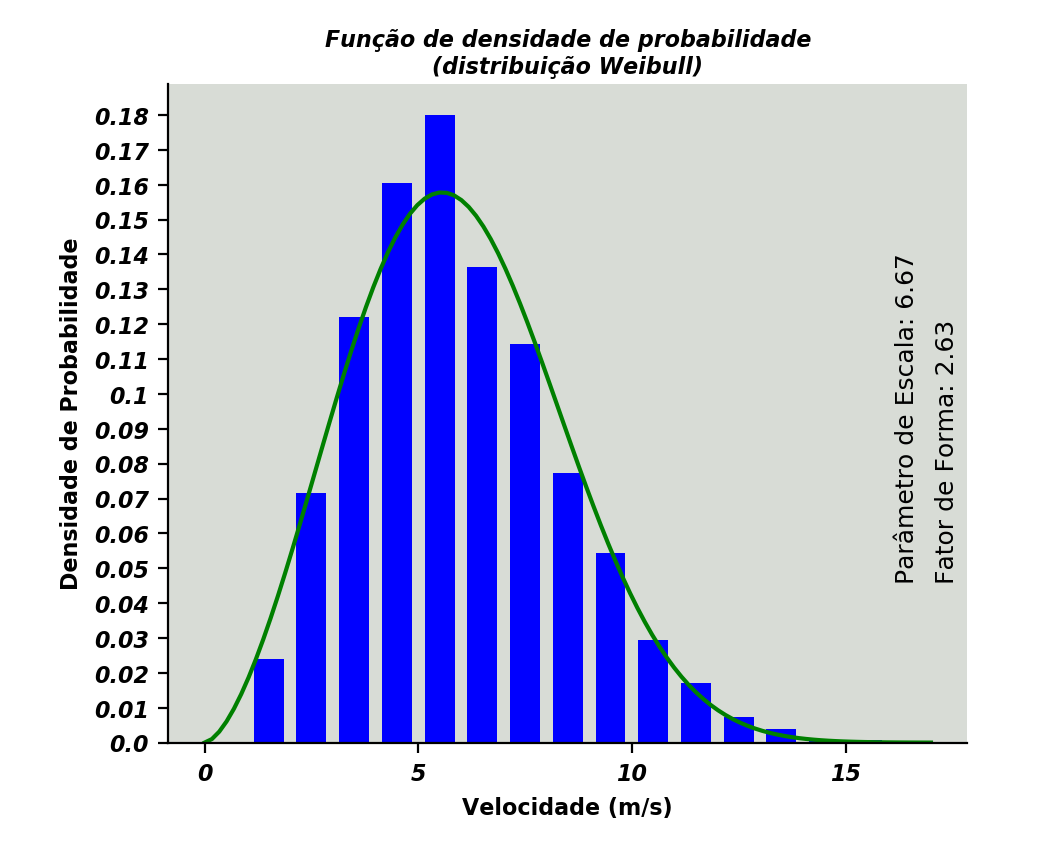 Função de densidade de probabilidade
(distribuição Weibull)
Densidade de Probabilidade
0.18
0.17
0.16
0.15
0.14
0.13
0.12
0.11
0.1
0.09
0.08
0.07
0.06
0.05
0.04
0.03
0.02
0.01
0.0
Parâmetro de Escala: 6.67
Fator de Forma: 2.63
0 5 10 15
Velocidade (m/s)